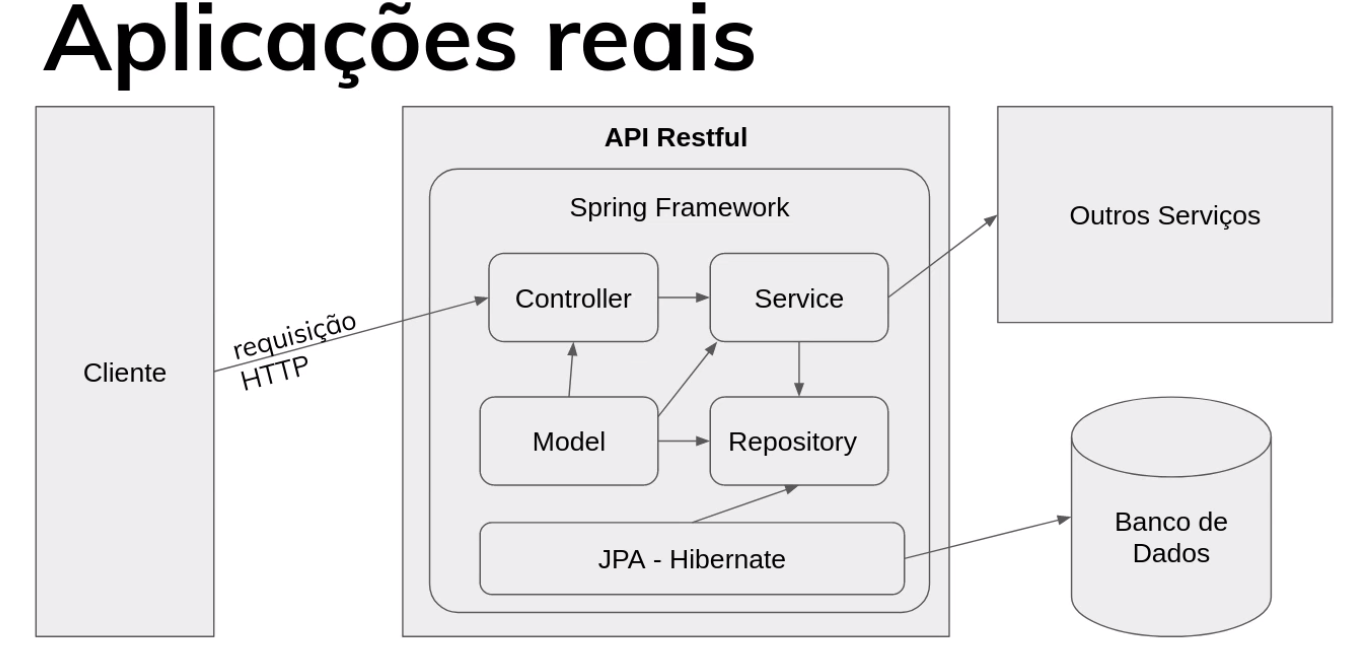 Aplicações reais
API Restful
Spring Framework
Outros Serviços
Controller
Service
requisição
HTTP
Cliente
Model
Repository
JPA - Hibernate
Banco de
Dados